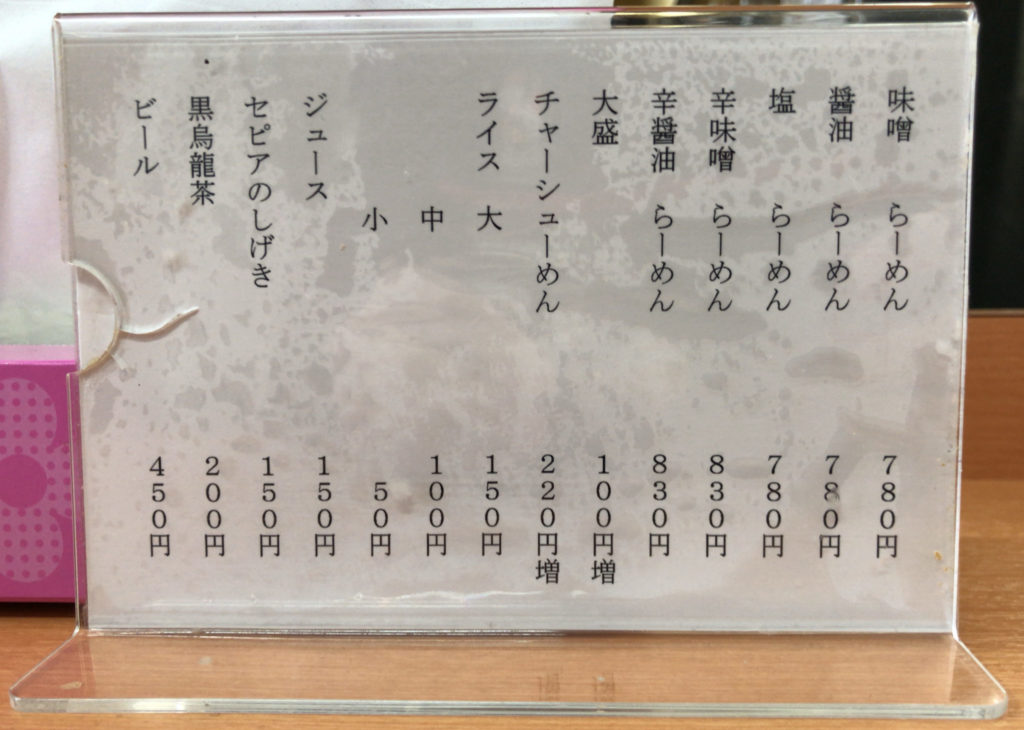 味噌 らーめん 780円
醤油 らーめん 780円
塩 らーめん 780円
辛味噌 らーめん 830円
辛醤油 らーめん 830円
大盛 100円増
チャーシューめん 220円増
ライス 大 150円
中 100円
小 50円
ジュース 150円
セピアのしげき 150円
黒烏龍茶 200円
ビール 450円